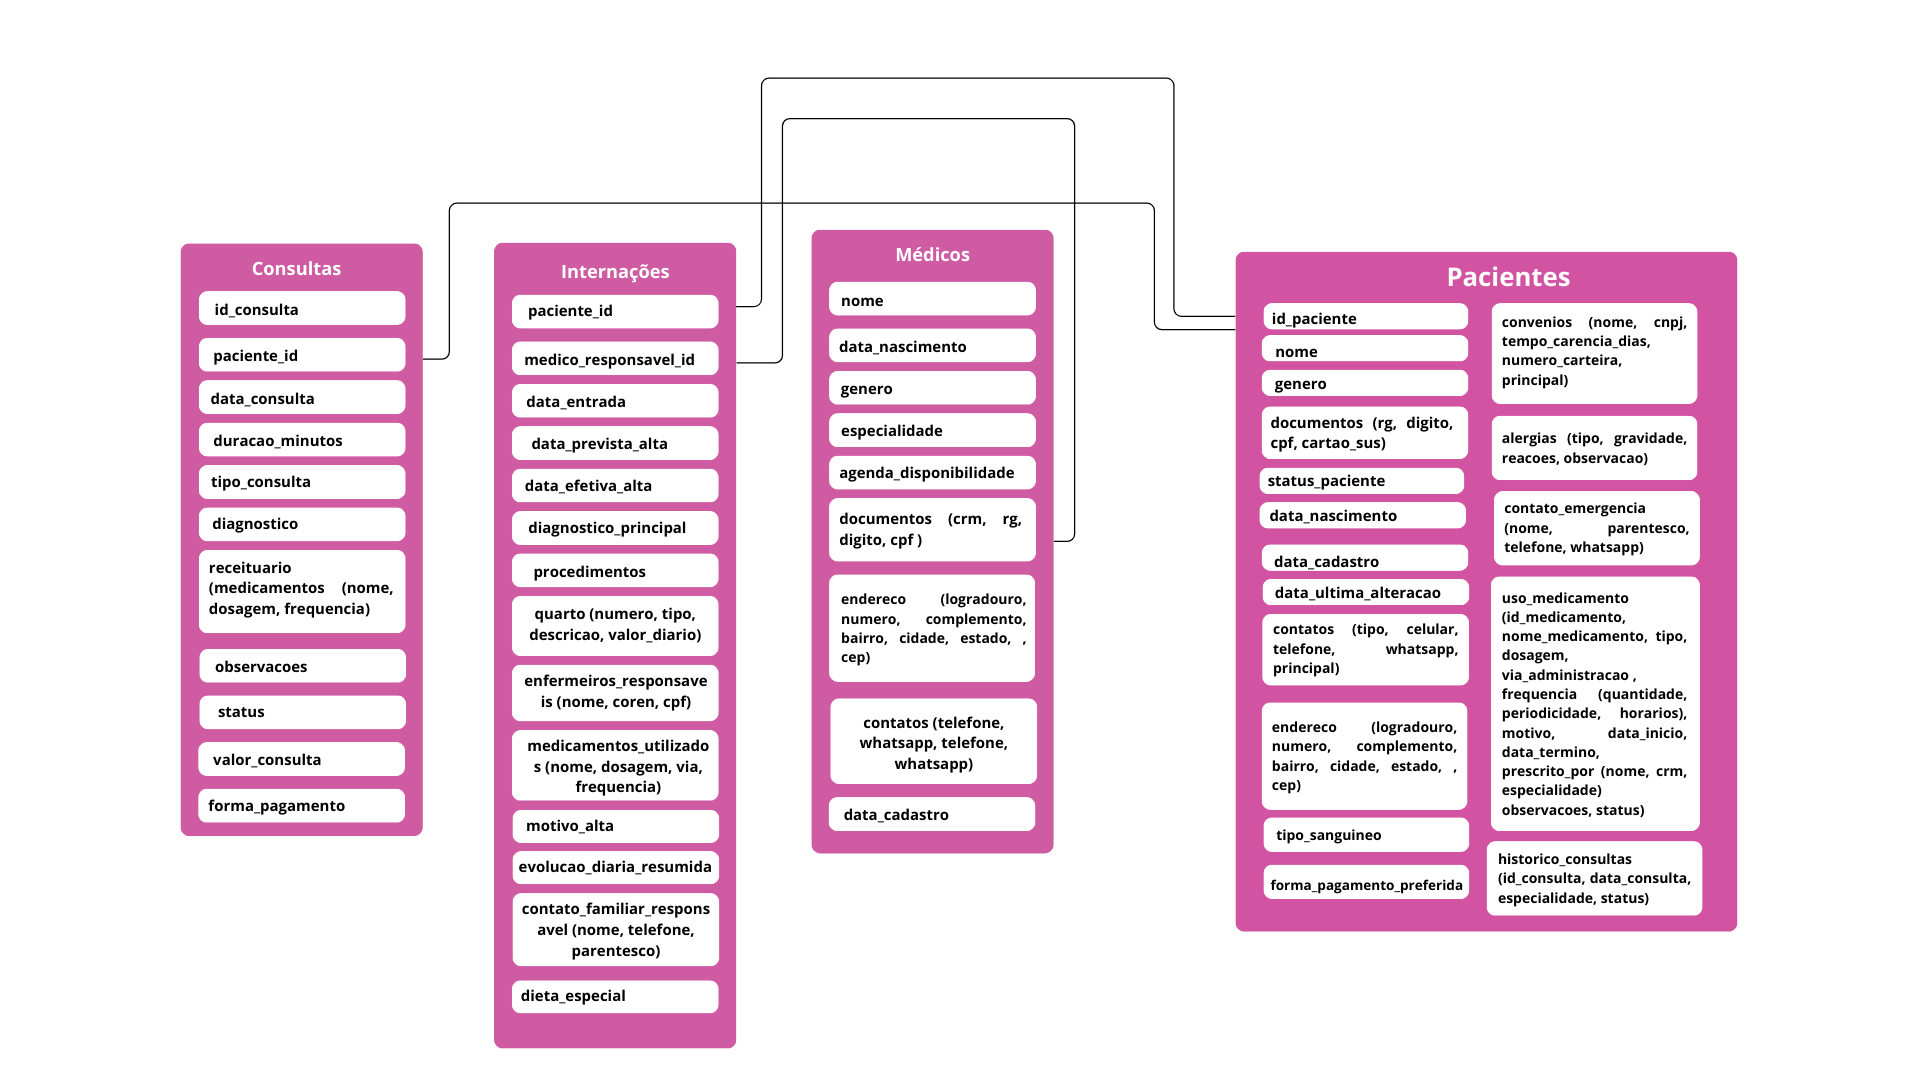 Consultas
id_consulta
paciente_id
data_consulta
duracao_minutos
tipo_consulta
diagnostico
receituario
(medicamentos (nome,
dosagem, frequencia)
observacoes
status
valor_consulta
forma_pagamento
Internações
paciente_id
medico_responsavel_id
data_entrada
data_prevista_alta
data_efetiva_alta
diagnostico_principal
procedimentos
quarto (numero, tipo,
descricao, valor_diario)
enfermeiros_responsave
is (nome, coren, cpf)
medicamentos_utilizado
s (nome, dosagem, via,
frequencia)
motivo_alta
evolucao_diaria_resumida
contato_familiar_respons
avel (nome, telefone,
parentesco)
dieta_especial
Médicos
nome
data_nascimento
genero
especialidade
agenda_disponibilidade
documentos (crm, rg,
digito, cpf )
endereco (logradouro,
numero, complemento,
bairro, cidade, estado, ,
cep)
contatos (telefone,
whatsapp, telefone,
whatsapp)
data_cadastro
Pacientes
id_paciente
nome
genero
documentos (rg, digito,
cpf, cartao_sus)
status_paciente
data_nascimento
data_cadastro
data_ultima_alteracao
contatos (tipo, celular,
telefone, whatsapp,
principal)
endereco (logradouro,
numero, complemento,
bairro, cidade, estado, ,
cep)
tipo_sanguineo
forma_pagamento_preferida
convenios (nome, cnpj,
tempo_carencia_dias,
numero_carteira,
principal)
alergias (tipo, gravidade,
reacoes, observacao)
contato_emergencia
(nome, parentesco,
telefone, whatsapp)
uso_medicamento
(id_medicamento,
nome_medicamento, tipo,
dosagem,
via_administracao ,
frequencia (quantidade,
periodicidade, horarios),
motivo, data_inicio,
data_termino,
prescrito_por (nome, crm,
especialidade)
observacoes, status)
historico_consultas
(id_consulta, data_consulta,
especialidade, status)